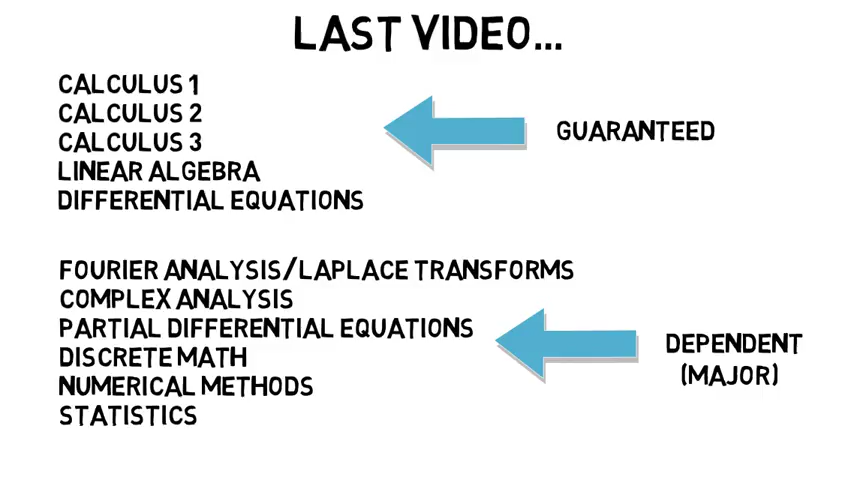 LAST VIDEO...
CALCULUS 1
CALCULUS 2
CALCULUS 3
LINEAR ALGEBRA
DIFFERENTIAL EQUATIONS
GUARANTEED
FOURIER ANALYSIS/LAPLACE TRANSFORMS
COMPLEX ANALYSIS
PARTIAL DIFFERENTIAL EQUATIONS
DISCRETE MATH
NUMERICAL METHODS
STATISTICS
DEPENDENT
(MAJOR)